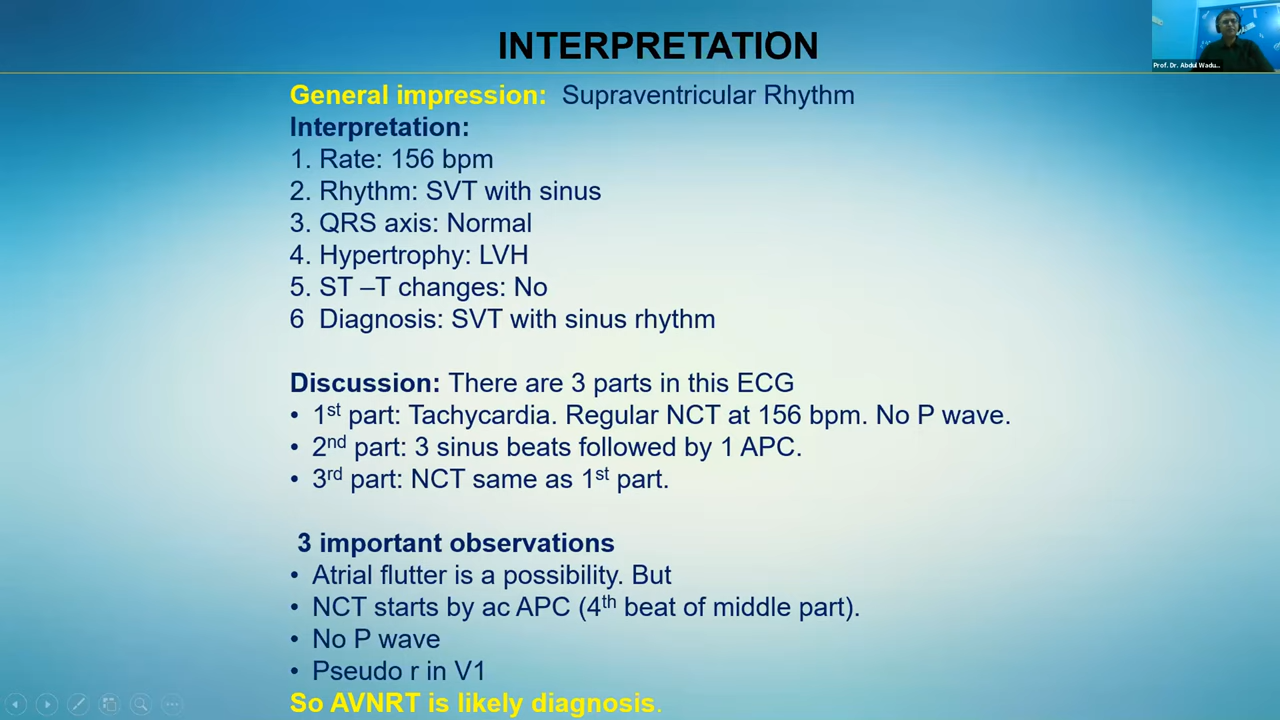 INTERPRETATION
Prof. Dr. Abdul Wadu...
General impression: Supraventricular Rhythm
Interpretation:
1. Rate: 156 bpm
2. Rhythm: SVT with sinus
3. QRS axis: Normal
4. Hypertrophy: LVH
5. ST –T changes: No
6 Diagnosis: SVT with sinus rhythm
Discussion: There are 3 parts in this ECG
• 1st part: Tachycardia. Regular NCT at 156 bpm. No P wave.
• 2nd part: 3 sinus beats followed by 1 APC.
• 3rd part: NCT same as 1st part.
3 important observations
• Atrial flutter is a possibility. But
• NCT starts by ac APC (4th beat of middle part).
• No P wave
• Pseudo r in V1
So AVNRT is likely diagnosis.